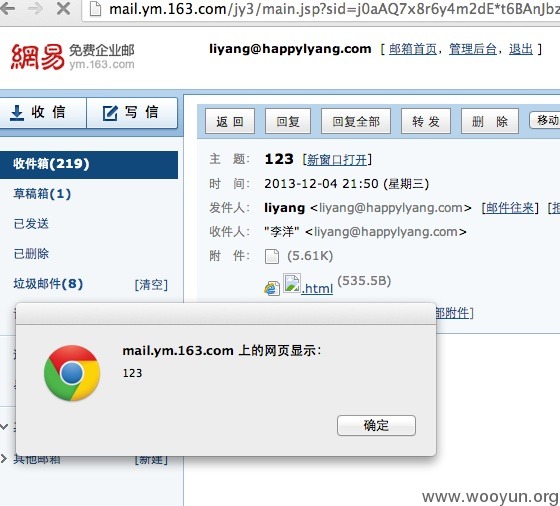 mail.ym.163.com/jy3/main.jsp?sid=j0aAQ7x8r6y4m2dE*t6BAnJbz
網易 免费企业邮
ym.163.com
liyang@happylyang.com [ 邮箱首页, 管理后台, 退出 ]
收 信 写 信
返 回 回复 回复全部 转 发 删 除 移动
收件箱(219)
草稿箱(1)
已发送
已删除
垃圾邮件(8) [清空]
主 题: 123 [新窗口打开]
时 间: 2013-12-04 21:50 (星期三)
发件人: liyang <liyang@happylyang.com> [邮件往来]
收件人: "李洋" <liyang@happylyang.com>
附 件: (5.61K)
.html (535.5B)
部附件]
mail.ym.163.com 上的网页显示:
123
确定
其他邮箱 [新建]
www.wooyun.org